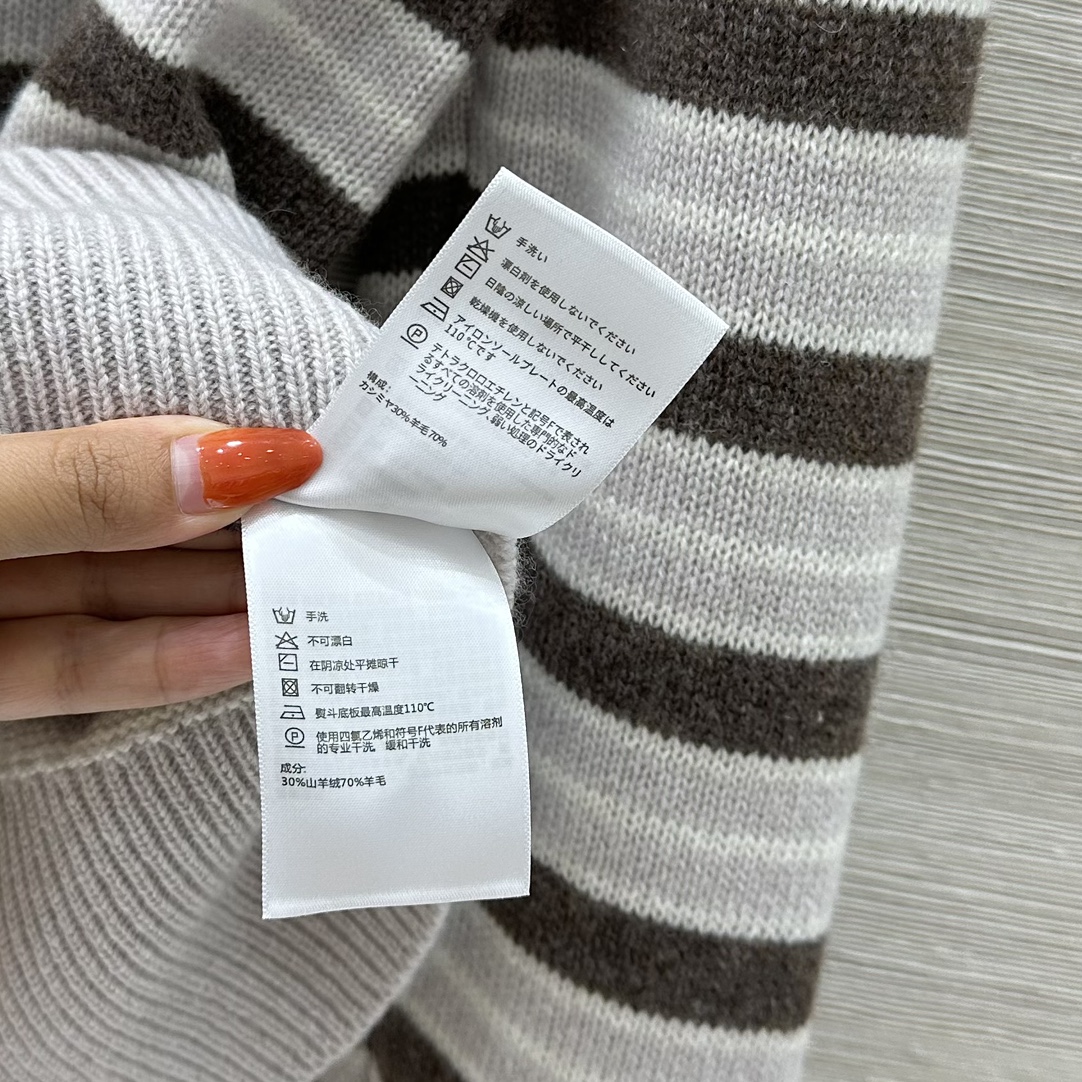 手洗い
漂白剤を使用しないでください
日陰の涼しい場所で平干ししてください
乾燥機を使用しないでください
アイロンソールプレートの最高温度は
110℃です
P
テトラクロロエチレンと記号Fで表され
るすべての溶剤を使用した専門的なド
ライクリーニング、弱い処理のドライクリ
ーニング
構成:
カシミヤ30%羊毛70%
手洗
不可漂白
在阴凉处平摊晾干
不可翻转干燥
熨斗底板最高温度110℃
P
使用四氯乙烯和符号F代表的所有溶剂
的专业干洗，缓和干洗
成分:
30%山羊绒70%羊毛